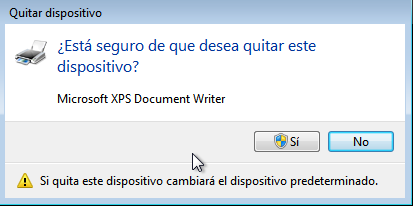 Quitar dispositivo
¿Está seguro de que desea quitar este
dispositivo?
Microsoft XPS Document Writer
Sí
No
Si quita este dispositivo cambiará el dispositivo predeterminado.